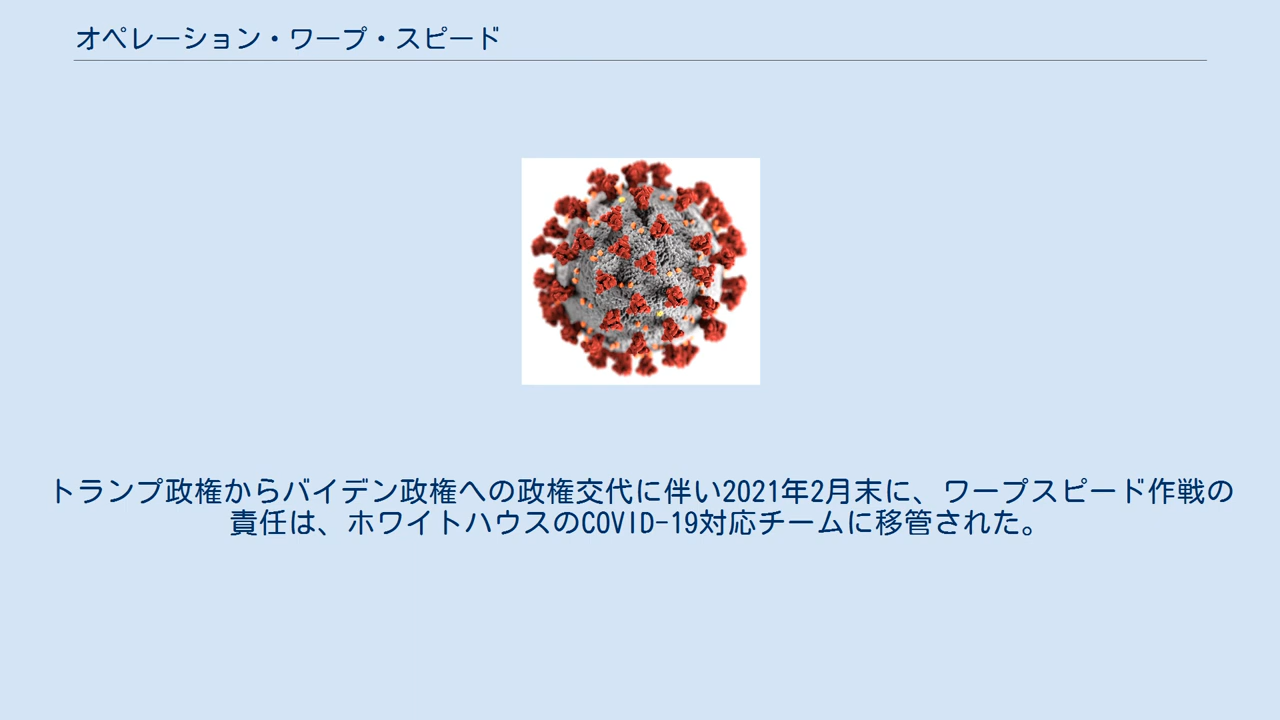 オペレーション・ワープ・スピード
トランプ政権からバイデン政権への政権交代に伴い2021年2月末に、ワープスピード作戦の
責任は、ホワイトハウスのCOVID-19対応チームに移管された。